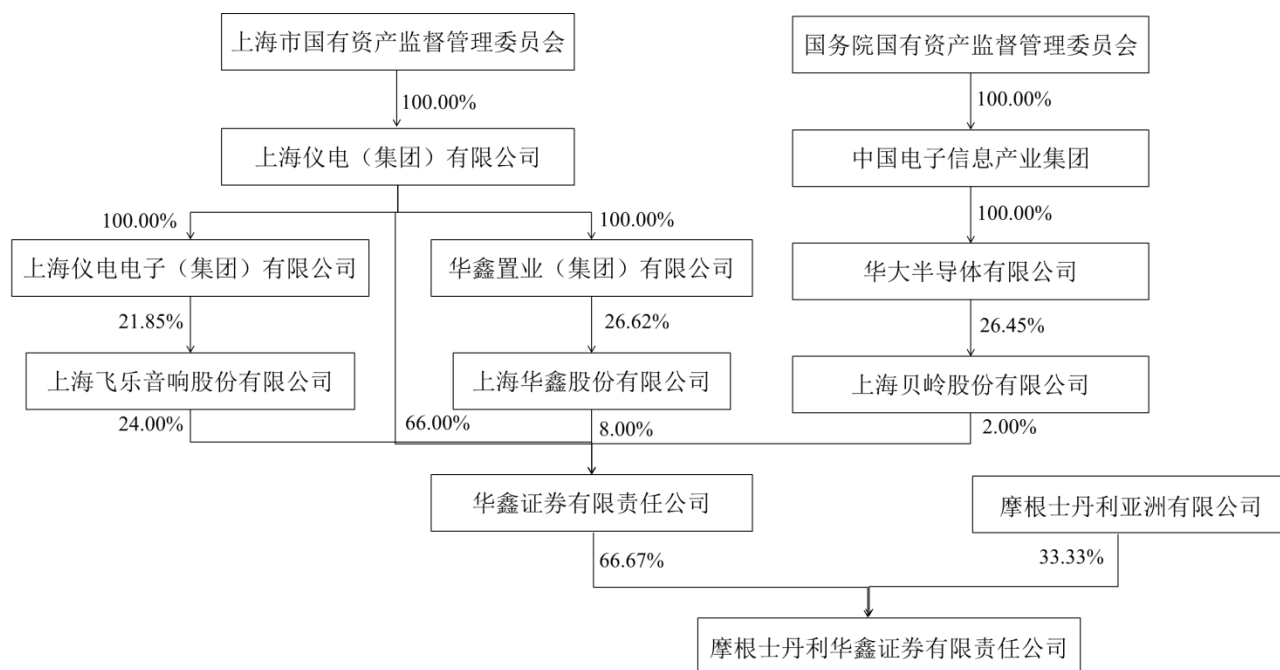 上海市国有资产监督管理委员会
国务院国有资产监督管理委员会
100.00%
100.00%
上海仪电（集团）有限公司
中国电子信息产业集团
100.00%
100.00%
100.00%
上海仪电电子（集团）有限公司
华鑫置业（集团）有限公司
华大半导体有限公司
21.85%
26.62%
26.45%
上海飞乐音响股份有限公司
上海华鑫股份有限公司
上海贝岭股份有限公司
24.00%
66.00%
8.00%
2.00%
华鑫证券有限责任公司
摩根士丹利亚洲有限公司
66.67%
33.33%
摩根士丹利华鑫证券有限责任公司